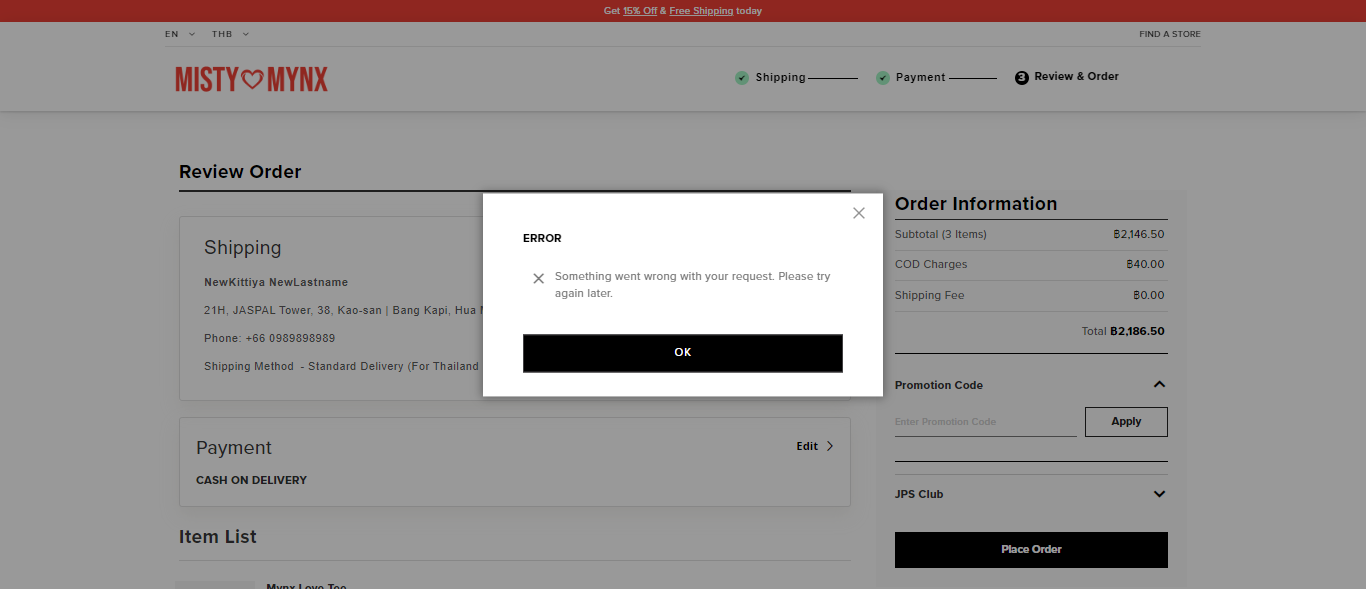 Get 15% Off & Free Shipping today
EN THB FIND A STORE
MISTY MYNX
Shipping Payment 3 Review & Order
Review Order
Shipping
NewKittiya NewLastname
21H, JASPAL Tower, 38, Kao-san | Bang Kapi, Hua
Phone: +66 0989898989
Shipping Method - Standard Delivery (For Thailand
Payment
Edit
CASH ON DELIVERY
Item List
Mynx Love Tee
ERROR
Something went wrong with your request. Please try
again later.
OK
Order Information
Subtotal (3 Items) ฿2,146.50
COD Charges ฿40.00
Shipping Fee ฿0.00
Total ฿2,186.50
Promotion Code
Enter Promotion Code Apply
JPS Club
Place Order